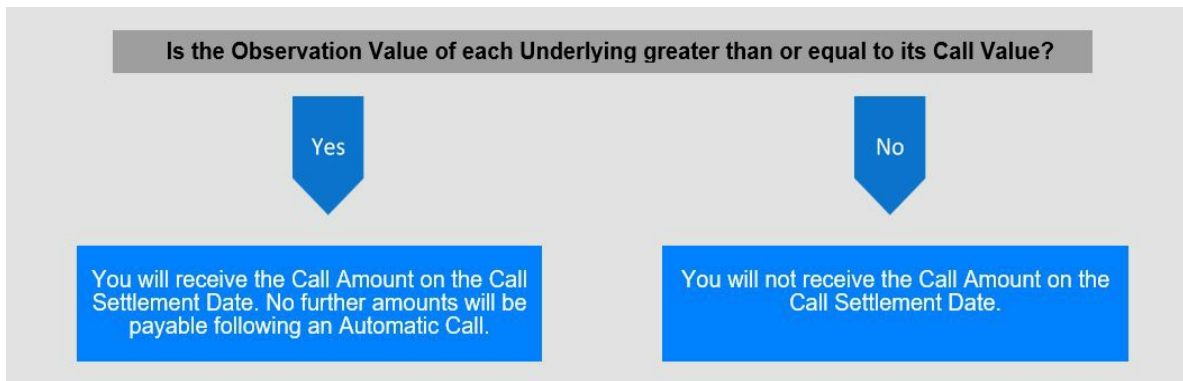 Is the Observation Value of each Underlying greater than or equal to its Call Value?
Yes
No
You will receive the Call Amount on the Call
Settlement Date. No further amounts will be
payable following an Automatic Call.
You will not receive the Call Amount on the
Call Settlement Date.